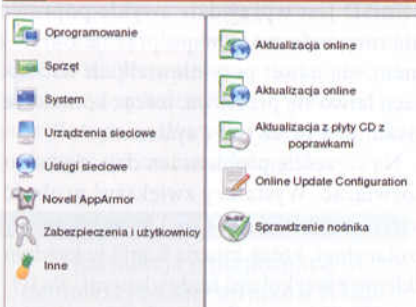 Oprogramowanie
Sprzęt
System
Urządzenia sieciowe
Usługi sieciowe
Novell AppArmor
Zabezpieczenia i użytkownicy
Inne
Aktualizacja online
Aktualizacja online
Aktualizacja z płyty CD z
poprawkami
Online Update Configuration
Sprawdzenie nośnika